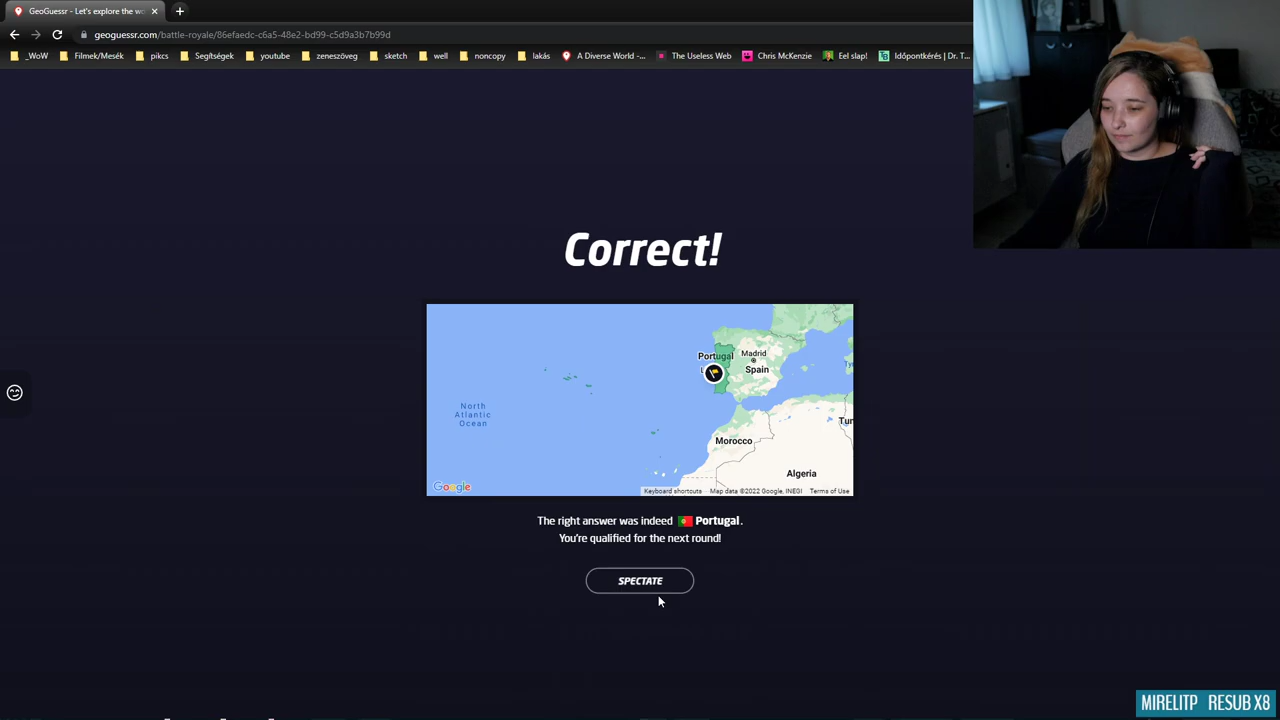 GeoGuessr - Let's explore the wo
geoguessr.com/battle-royale/86efaedc-c6a5-48e2-bd99-c5d9a3b7b99d
_WoW Filmek/Mesék pikcs Segítségek youtube zeneszöveg sketch well noncopy lakás A Diverse World -... The Useless Web Chris McKenzie Eel slap! Időpontkérés | Dr. T...
Correct!
Portugal
Madrid
Spain
North
Atlantic
Ocean
Morocco
Algeria
Google
Keyboard shortcuts Map data ©2022 Google, INEGI Terms of Use
The right answer was indeed Portugal.
You're qualified for the next round!
SPECTATE
MIRELITP RESUB X8